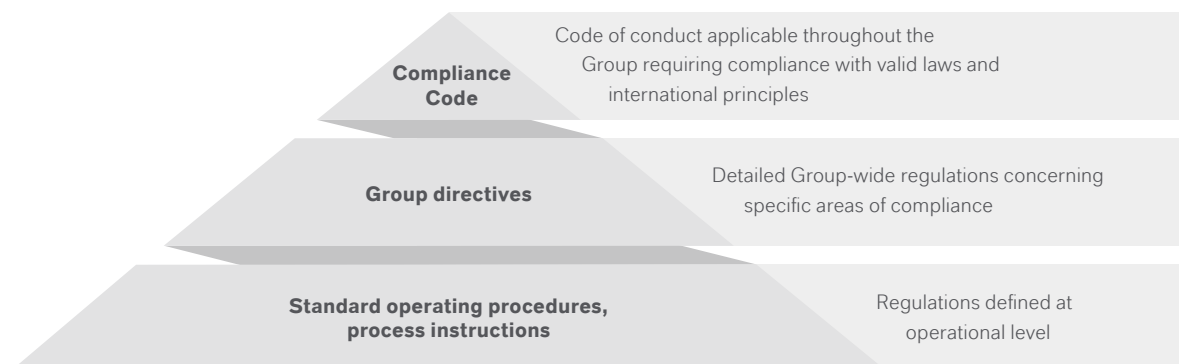 Compliance
Code
Code of conduct applicable throughout the
Group requiring compliance with valid laws and
international principles
Group directives
Detailed Group-wide regulations concerning
specific areas of compliance
Standard operating procedures,
process instructions
Regulations defined at
operational level